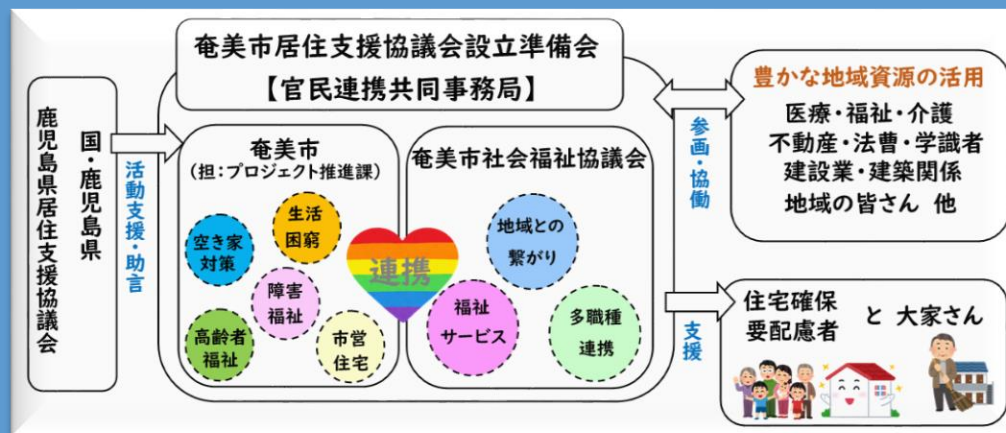 奄美市居住支援協議会設立準備会
【官民連携共同事務局】
国・鹿児島県
鹿児島県居住支援協議会
活動支援・助言
奄美市
(担：プロジェクト推進課)
空き家
対策
生活
困窮
障害
福祉
高齢者
福祉
市営
住宅
連携
奄美市社会福祉協議会
地域との
繋がり
福祉
サービス
多職種
連携
参画・協働
豊かな地域資源の活用
医療・福祉・介護
不動産・法曹・学識者
建設業・建築関係
地域の皆さん 他
支援
住宅確保
要配慮者
と 大家さん